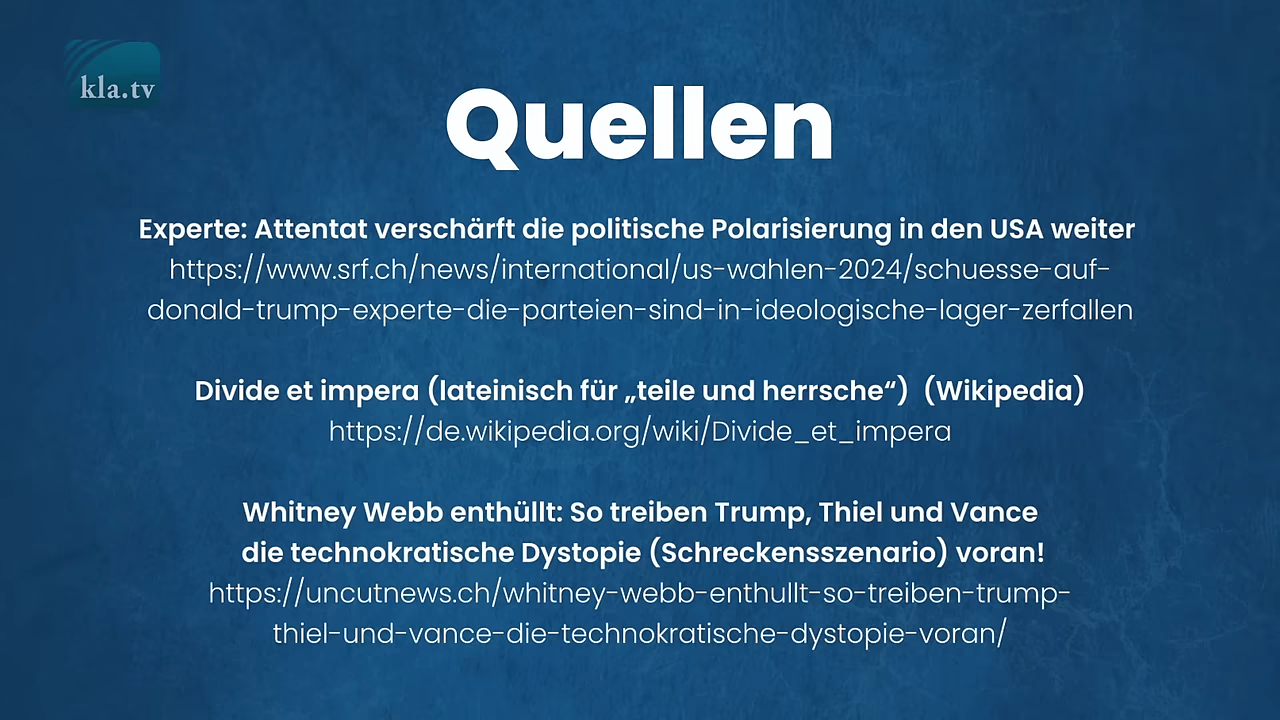 kla.tv
Quellen
Experte: Attentat verschärft die politische Polarisierung in den USA weiter
https://www.srf.ch/news/international/us-wahlen-2024/schuesse-auf-
donald-trump-experte-die-parteien-sind-in-ideologische-lager-zerfallen
Divide et impera (lateinisch für „teile und herrsche“) (Wikipedia)
https://de.wikipedia.org/wiki/Divide_et_impera
Whitney Webb enthüllt: So treiben Trump, Thiel und Vance
die technokratische Dystopie (Schreckensszenario) voran!
https://uncutnews.ch/whitney-webb-enthullt-so-treiben-trump-
thiel-und-vance-die-technokratische-dystopie-voran/